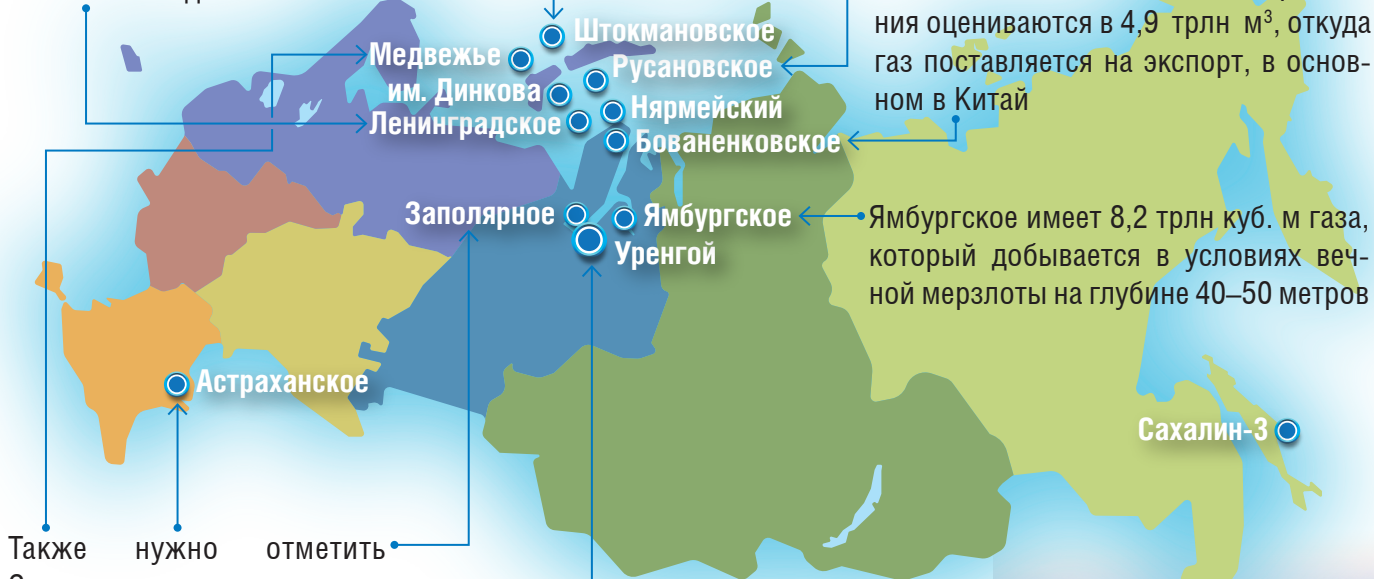 Штокмановское
Медвежье
Русановское
им. Динкова
Нярмейский
Ленинградское
Бованенковское
ния оцениваются в 4,9 трлн м³, откуда
газ поставляется на экспорт, в основ-
ном в Китай
Заполярное
Ямбургское
Уренгой
Ямбургское имеет 8,2 трлн куб. м газа,
который добывается в условиях веч-
ной мерзлоты на глубине 40–50 метров
Астраханское
Сахалин-3
Также нужно отметить